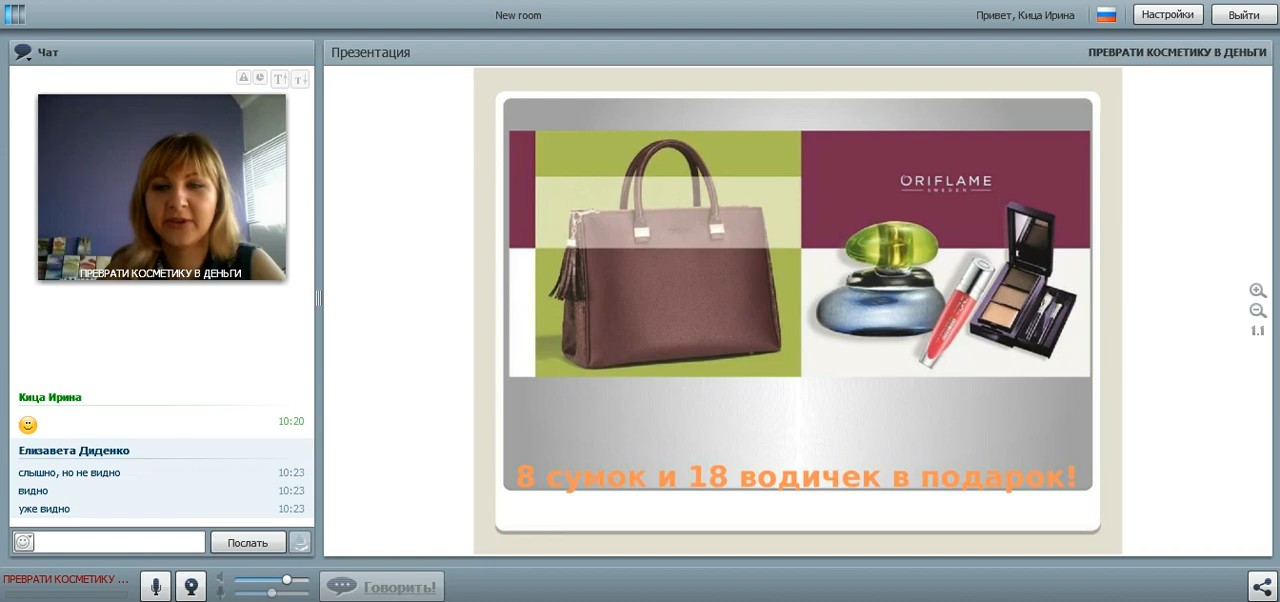 New room
Привет, Кица Ирина
Настройки
Выйти
Чат
Презентация
ПРЕВРАТИ КОСМЕТИКУ В ДЕНЬГИ
ПРЕВРАТИ КОСМЕТИКУ В ДЕНЬГИ
ORIFLAME
SWEDEN
1.1
Кица Ирина
10:20
Елизавета Диденко
слышно, но не видно 10:23
видно 10:23
уже видно 10:23
8 сумок и 18 водичек в подарок!
Послать
ПРЕВРАТИ КОСМЕТИКУ ...
Говорить!